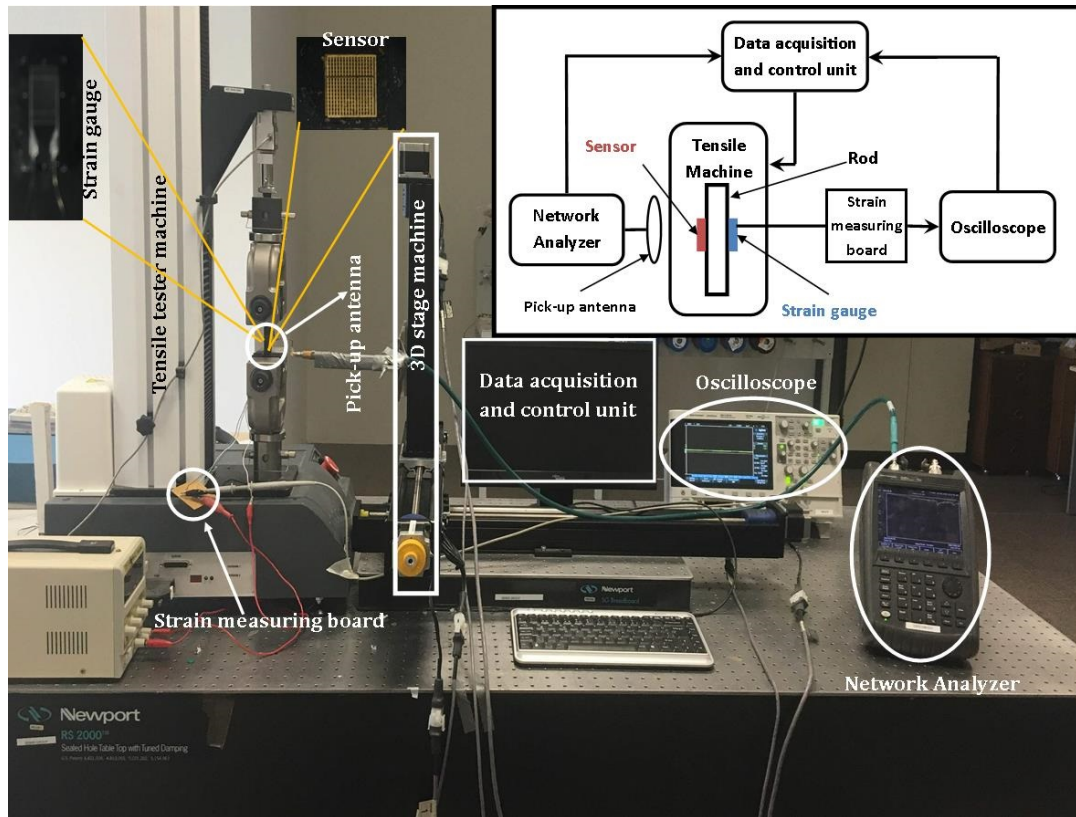 Sensor
Strain gauge
Tensile tester machine
Pick-up antenna
3D stage machine
Data acquisition
and control unit
Oscilloscope
Strain measuring board
Network Analyzer
Data acquisition
and control unit
Sensor
Tensile
Machine
Rod
Network
Analyzer
Strain
measuring
board
Oscilloscope
Pick-up antenna
Strain gauge
Newport
Newport
RS 2000™
Sealed Hole Table Top with Tuned Damping